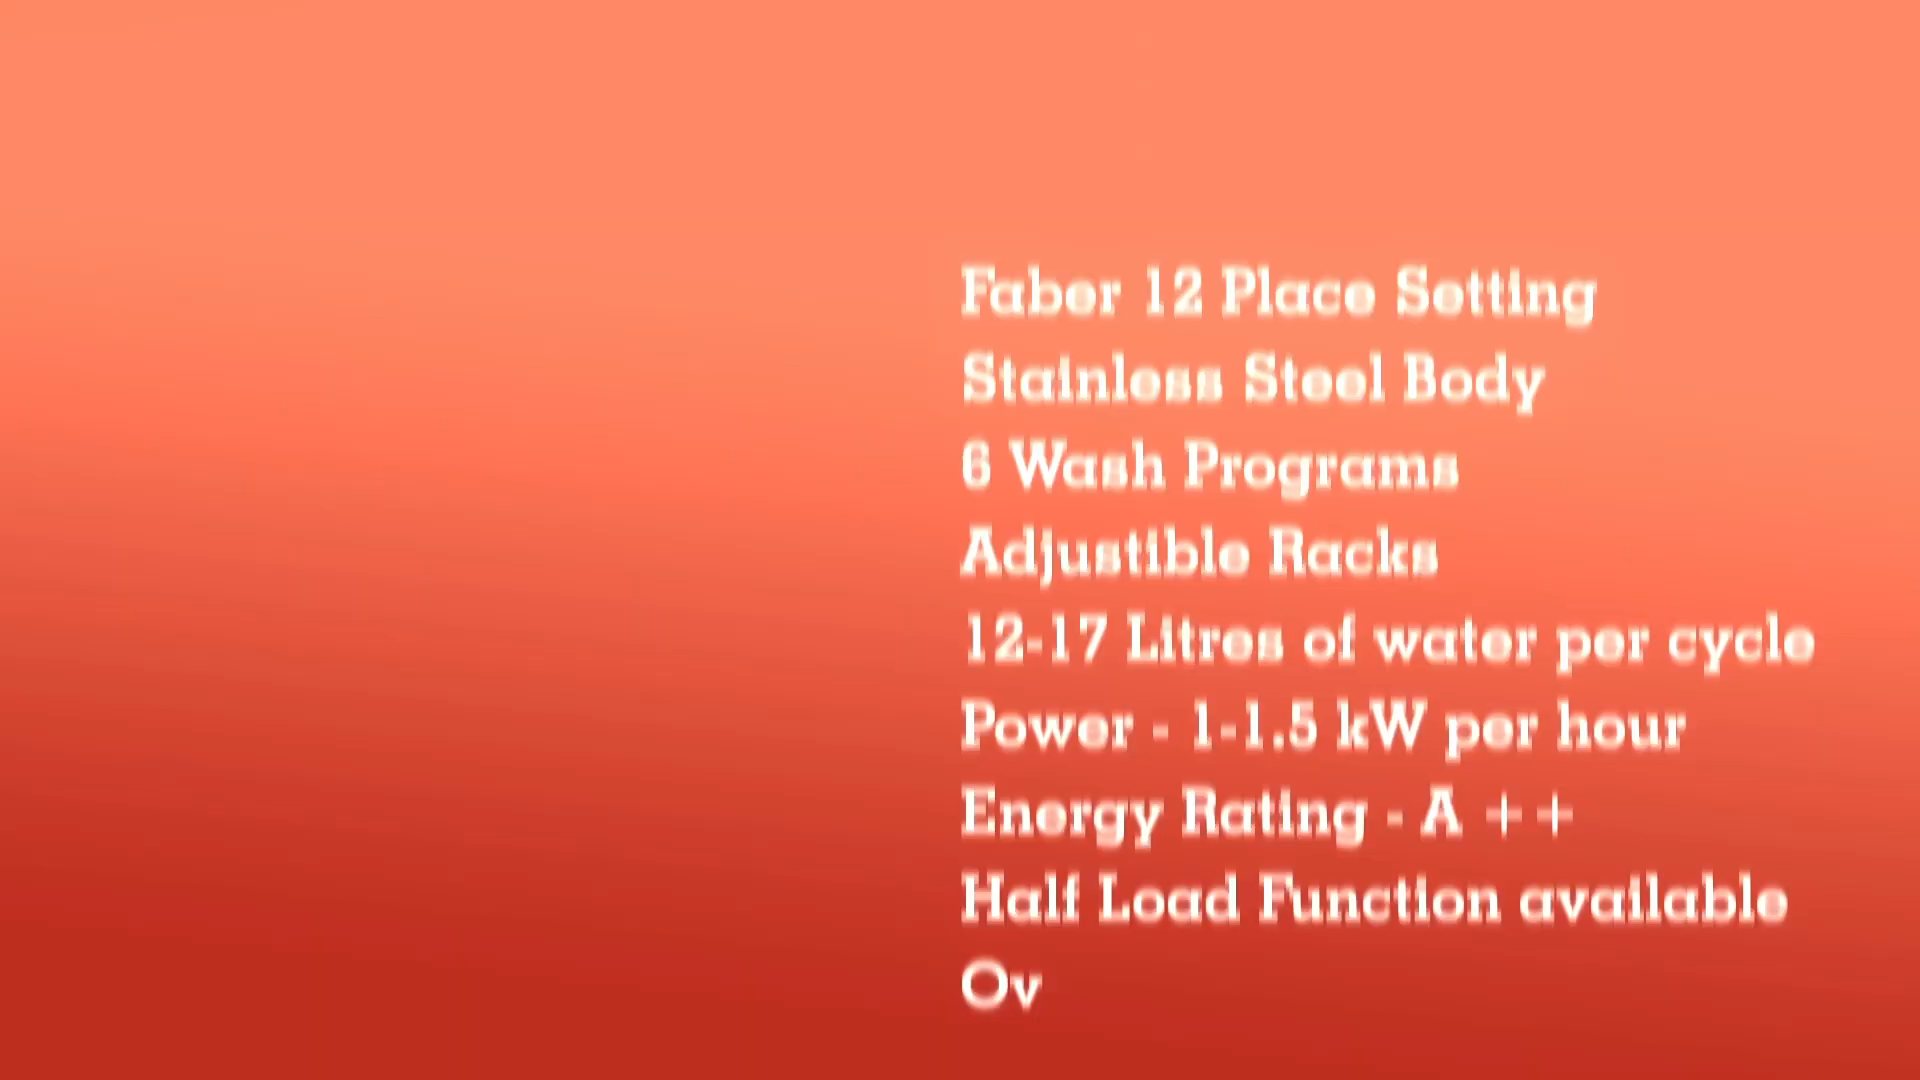 Faber 12 Place Setting
Stainless Steel Body
6 Wash Programs
Adjustible Racks
12-17 Litres of water per cycle
Power - 1-1.5 kW per hour
Energy Rating - A ++
Half Load Function available
Ov